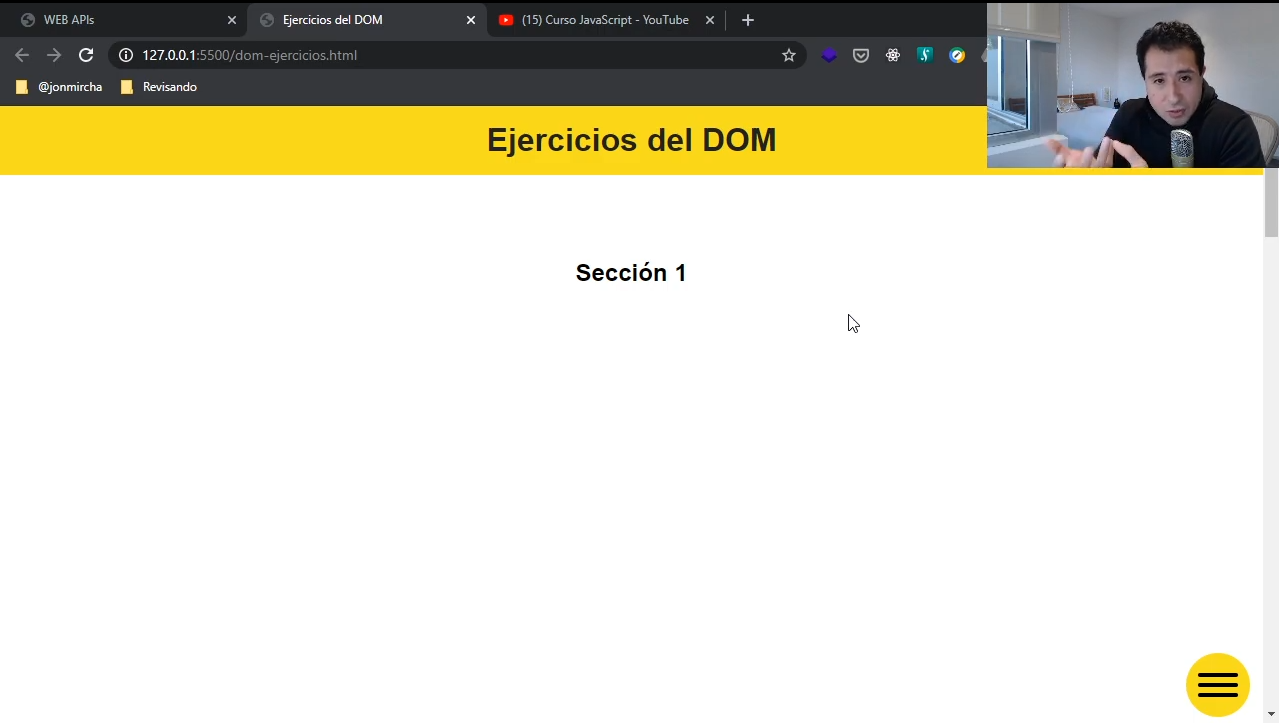 WEB APIs
Ejercicios del DOM
(15) Curso JavaScript - YouTube
127.0.0.1:5500/dom-ejercicios.html
@jonmircha
Revisando
Ejercicios del DOM
Sección 1